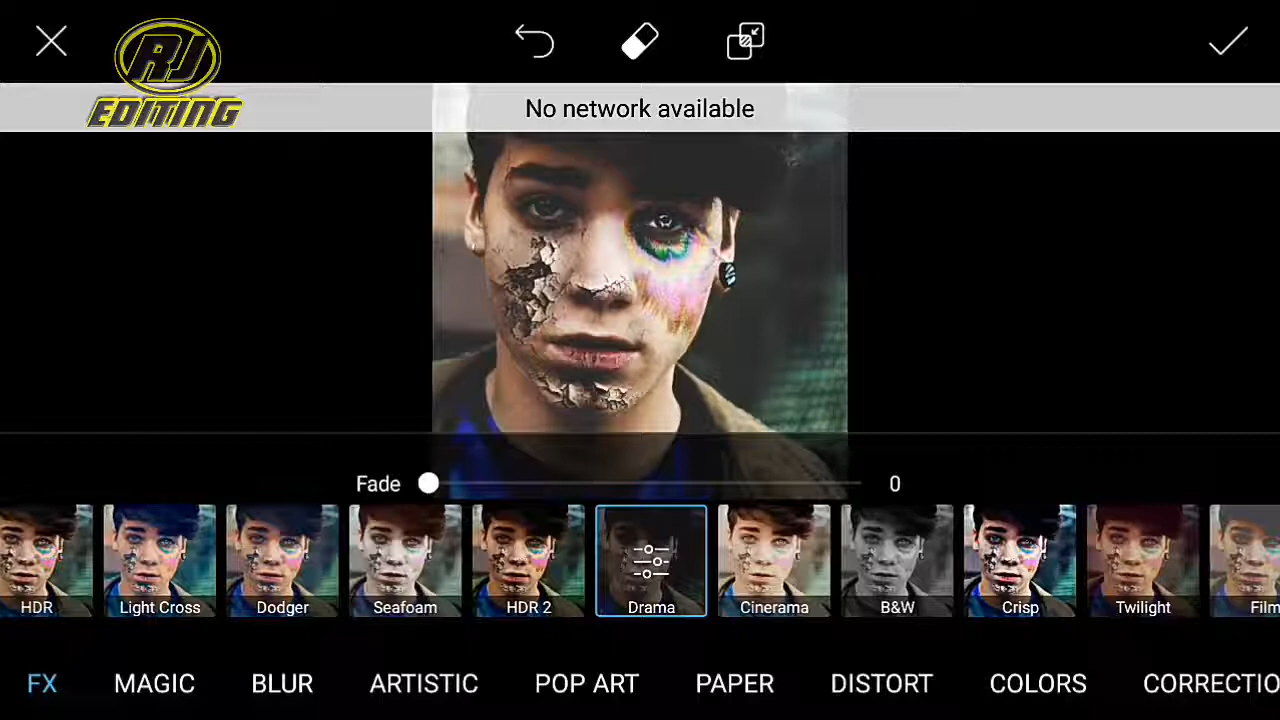 RJ
EDITING
No network available
Fade 0
HDR Light Cross Dodger Seafoam HDR 2 Drama Cinerama B&W Crisp Twilight Film
FX MAGIC BLUR ARTISTIC POP ART PAPER DISTORT COLORS CORRECTIO